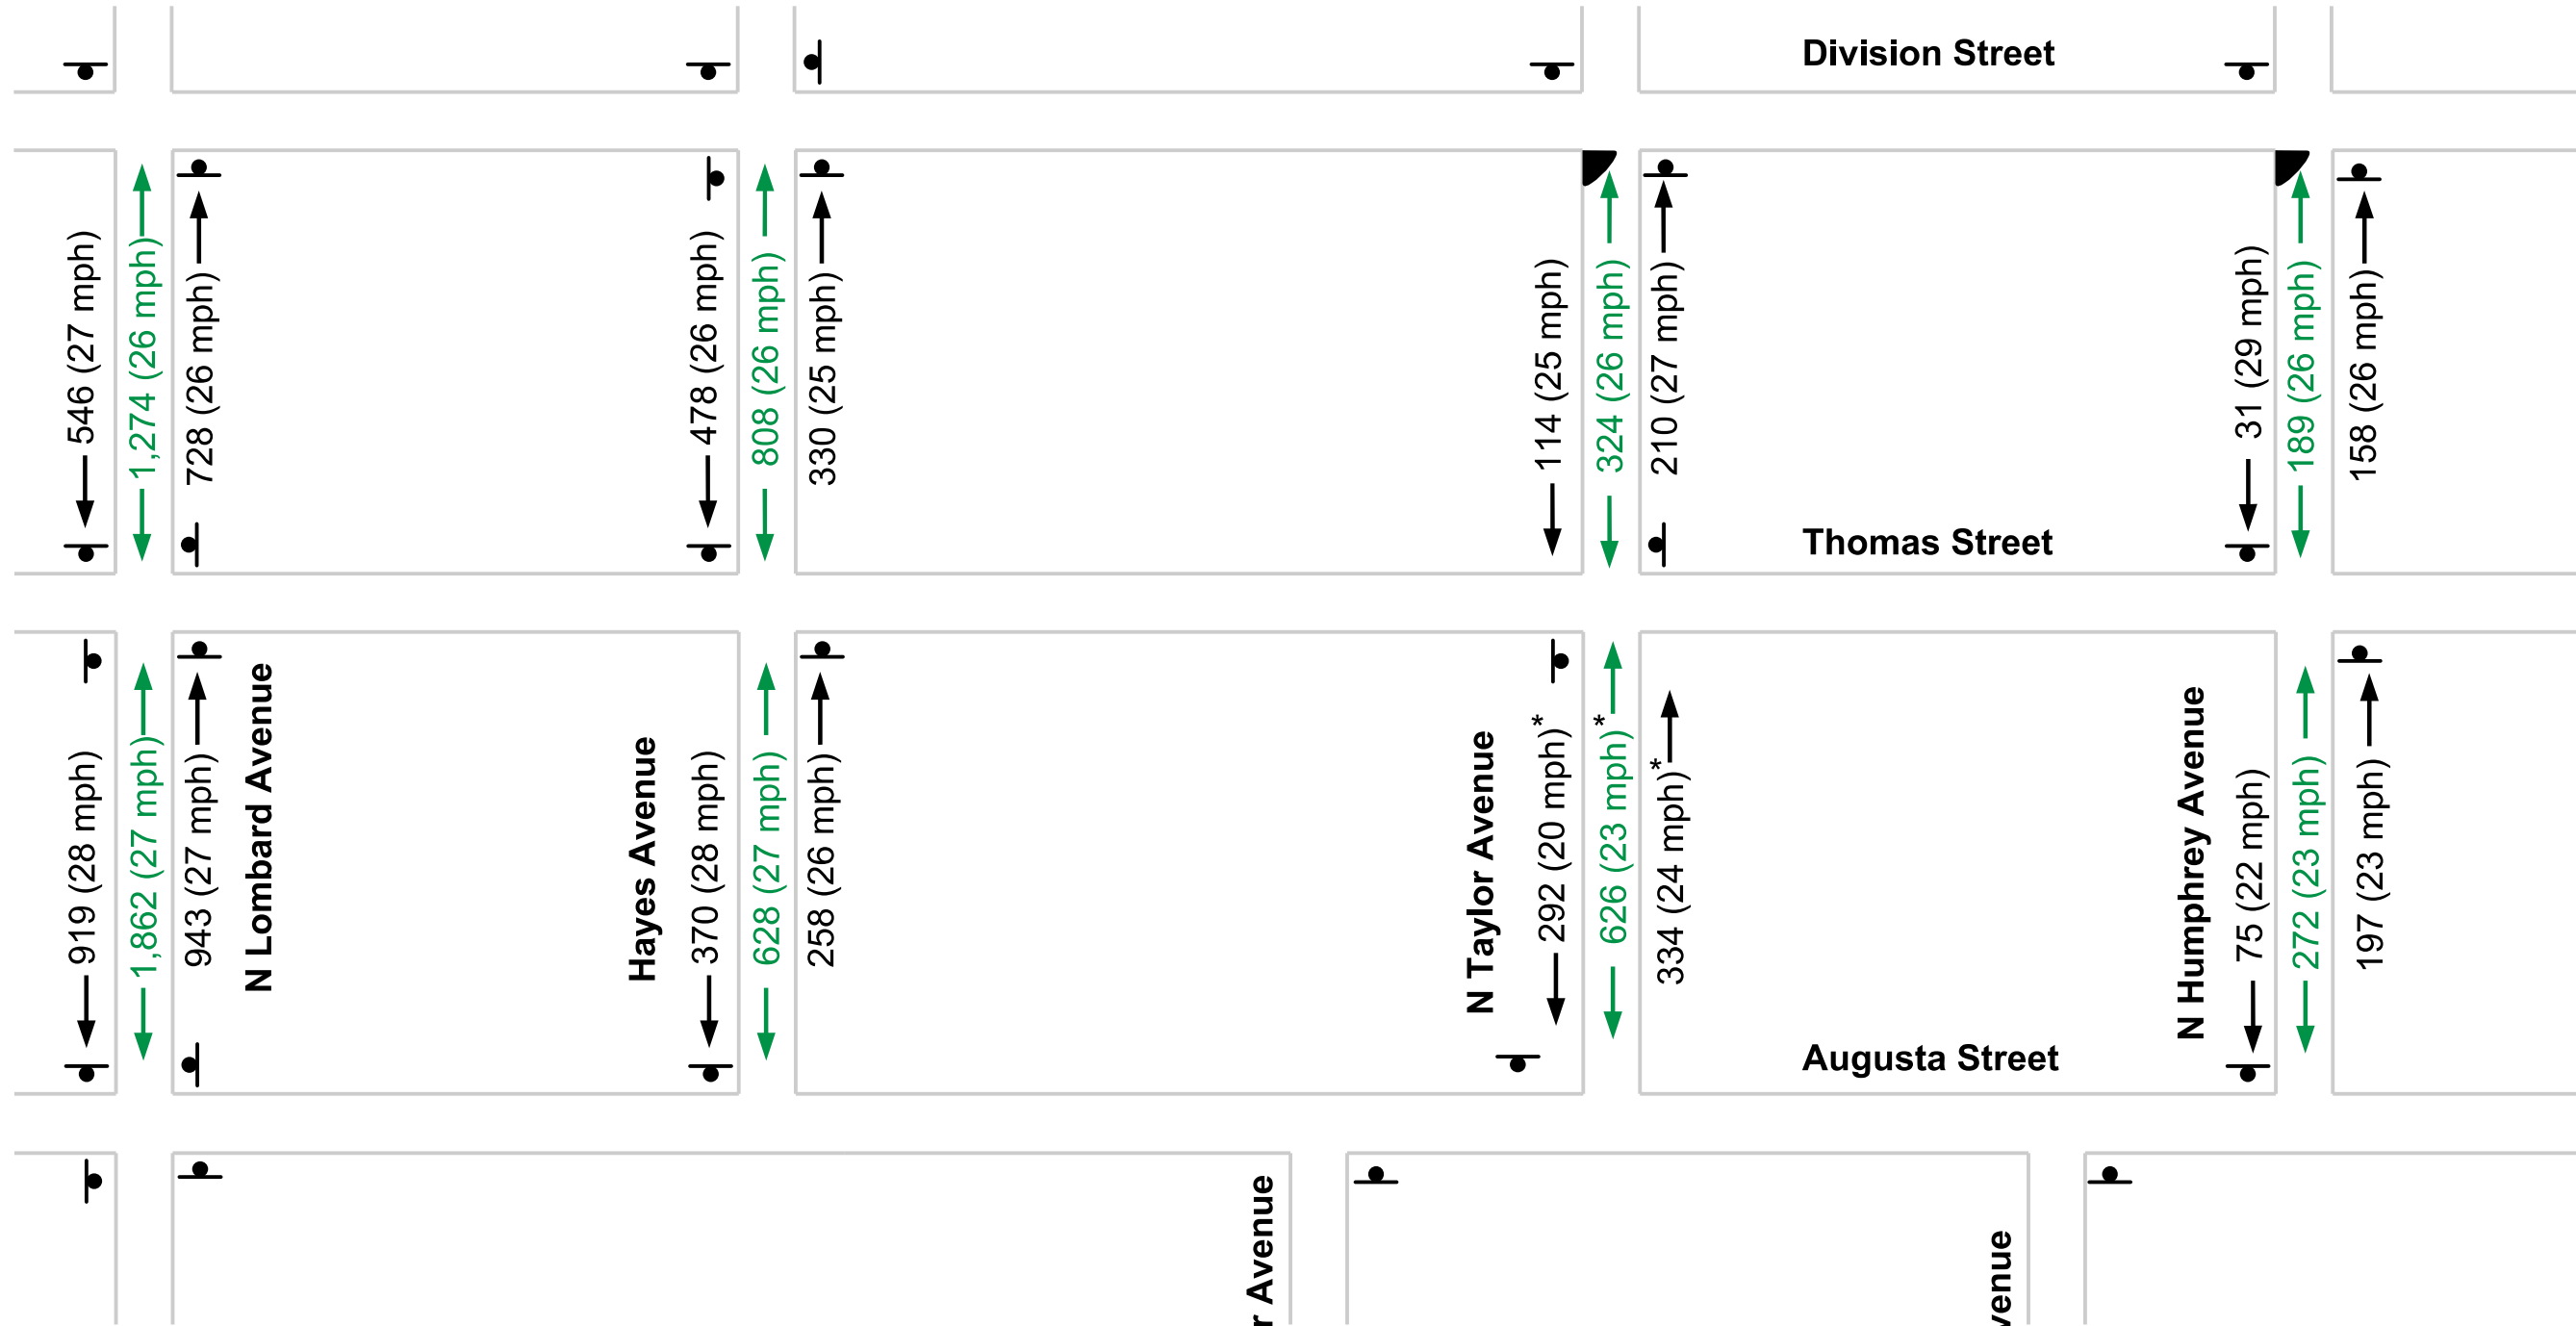 Division Street
546 (27 mph)
1,274 (26 mph)
728 (26 mph)
478 (26 mph)
808 (26 mph)
330 (25 mph)
114 (25 mph)
324 (26 mph)
210 (27 mph)
31 (29 mph)
189 (26 mph)
158 (26 mph)
Thomas Street
919 (28 mph)
1,862 (27 mph)
943 (27 mph)
N Lombard Avenue
Hayes Avenue
370 (28 mph)
628 (27 mph)
258 (26 mph)
N Taylor Avenue
292 (20 mph)*
626 (23 mph)*
334 (24 mph)*
N Humphrey Avenue
75 (22 mph)
272 (23 mph)
197 (23 mph)
Augusta Street
r Avenue
venue